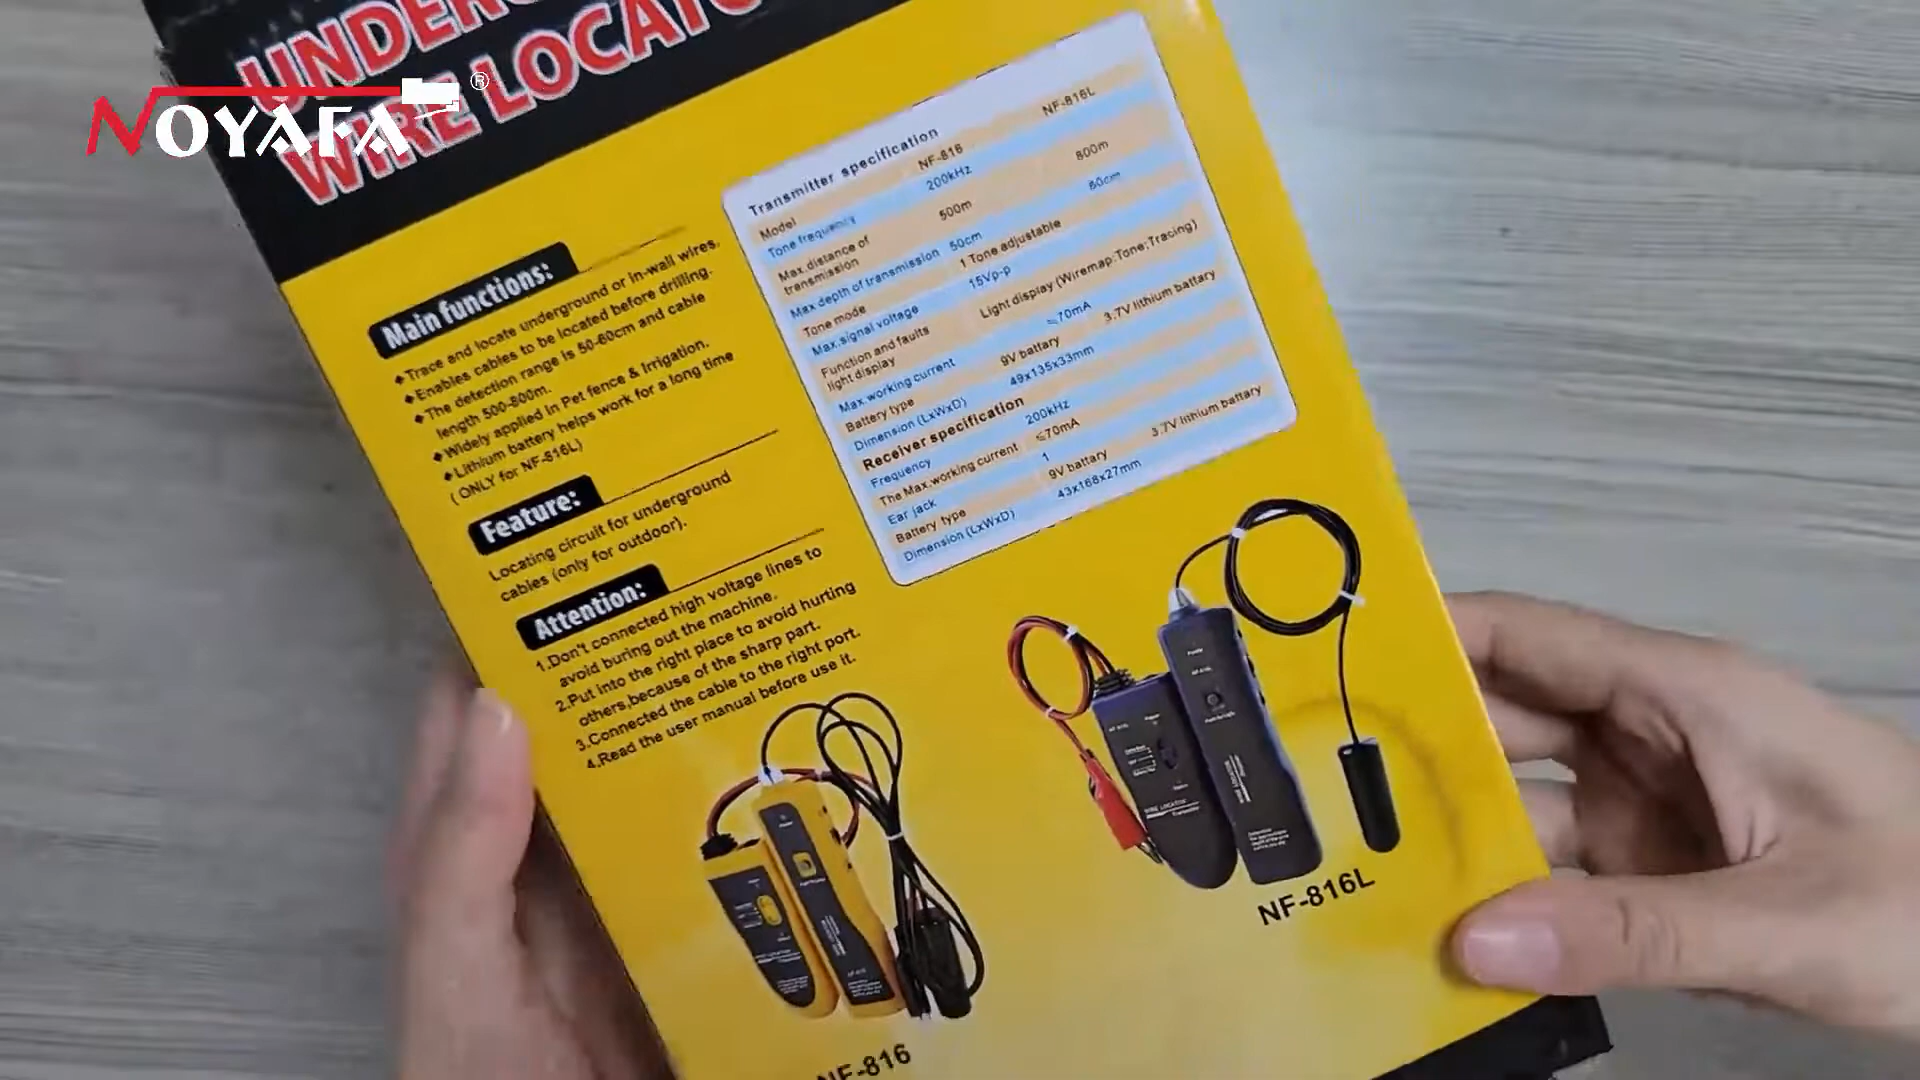 WIRE LOCATO
NOYAFA®
Main functions:
◆Trace and locate underground or in-wall wires.
◆Enables cables to be located before drilling.
◆The detection range is 50-60cm and cable
length 500-800m.
◆Widely applied in Pet fence & Irrigation.
◆Lithium battery helps work for a long time
( ONLY for NF-816L)
Feature:
Locating circuit for underground
cables (only for outdoor).
Attention:
1.Don't connected high voltage lines to
avoid buring out the machine.
2.Put into the right place to avoid hurting
others,because of the sharp part.
3.Connected the cable to the right port.
4.Read the user manual before use it.
Transmitter specification
Model NF-816 NF-816L
Tone frequency 200kHz
Max.distance of
transmission 500m 800m
Max depth of transmission 50cm 60cm
Tone mode 1 Tone adjustable
Max.signal voltage 15Vp-p
Function and faults
light display Light display (Wiremap;Tone;Tracing)
Max.working current ≤70mA
Battery type 9V battary 3.7V lithium battary
Dimension (LxWxD) 49x135x33mm
Receiver specification
Frequency 200kHz
The Max.working current ≤70mA
Ear jack 1
Battery type 9V battary 3.7V lithium battary
Dimension (LxWxD) 43x168x27mm
NF-816L
NF-816